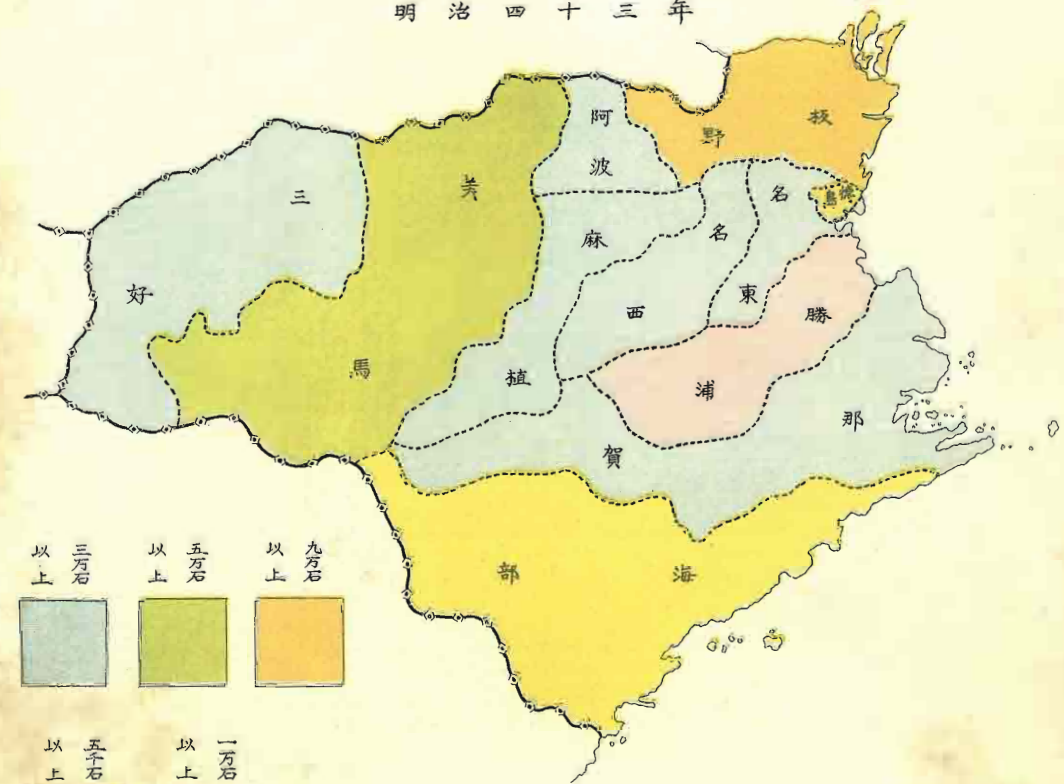 明治四十三年
板野
阿波
美馬
三好
名東
徳島
麻植
名西
勝浦
那賀
海部
九万石以上
五万石以上
三万石以上
一万石以上
五千石以上